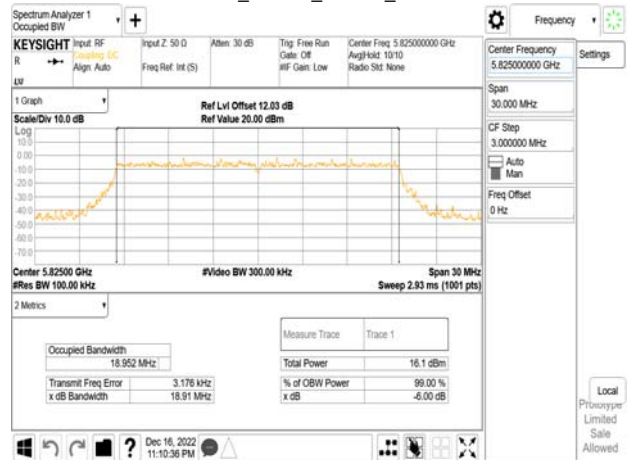 Spectrum Analyzer 1
Occupied BW
Frequency
KEYSIGHT
Input: RF
Coupling: DC
Align: Auto
Input Z: 50 Ω
Freq Ref: Int (S)
Atten: 30 dB
Trig: Free Run
Gate: Off
#IF Gain: Low
Center Freq: 5.825000000 GHz
Avg|Hold: 10/10
Radio Std: None
R
Center Frequency
5.825000000 GHz
Settings
Span
30.000 MHz
CF Step
3.000000 MHz
Auto
Man
Freq Offset
0 Hz
1 Graph
Scale/Div 10.0 dB
Ref Lvl Offset 12.03 dB
Ref Value 20.00 dBm
Log
10.0
0.00
-10.0
-20.0
-30.0
-40.0
-50.0
-60.0
-70.0
Center 5.82500 GHz
#Res BW 100.00 kHz
#Video BW 300.00 kHz
Span 30 MHz
Sweep 2.93 ms (1001 pts)
2 Metrics
Measure Trace Trace 1
Occupied Bandwidth
18.952 MHz
Total Power 16.1 dBm
Transmit Freq Error 3.176 kHz
% of OBW Power 99.00 %
x dB Bandwidth 18.91 MHz
x dB -6.00 dB
Local
Prototype
Limited
Sale
Allowed
Dec 16, 2022
11:10:36 PM